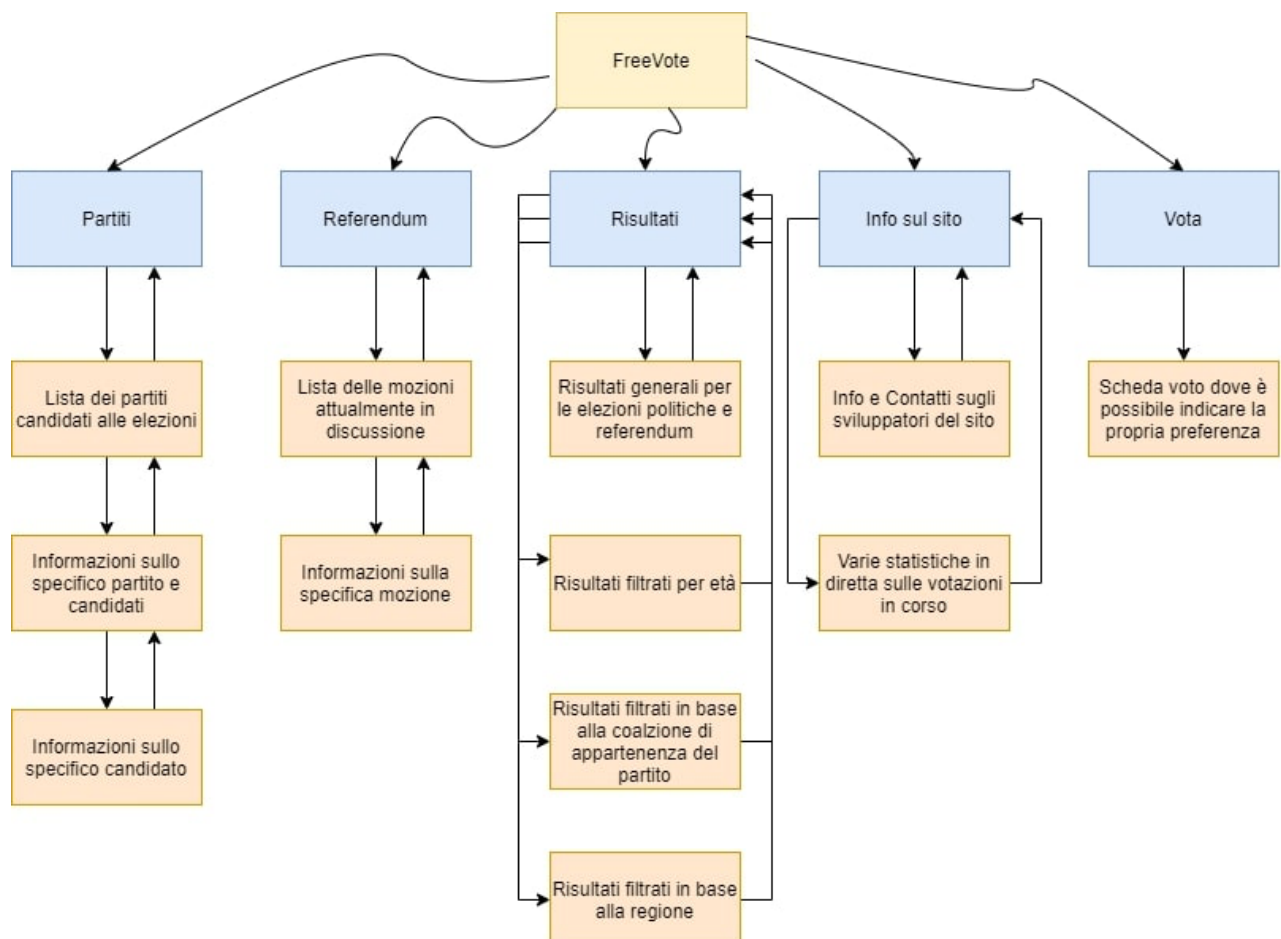 FreeVote
Partiti
Referendum
Risultati
Info sul sito
Vota
Lista dei partiti
candidati alle elezioni
Lista delle mozioni
attualmente in
discussione
Risultati generali per
le elezioni politiche e
referendum
Info e Contatti sugli
sviluppatori del sito
Scheda voto dove è
possibile indicare la
propria preferenza
Informazioni sullo
specifico partito e
candidati
Informazioni sulla
specifica mozione
Risultati filtrati per età
Varie statistiche in
diretta sulle votazioni
in corso
Informazioni sullo
specifico candidato
Risultati filtrati in base
alla coalzione di
appartenenza del
partito
Risultati filtrati in base
alla regione